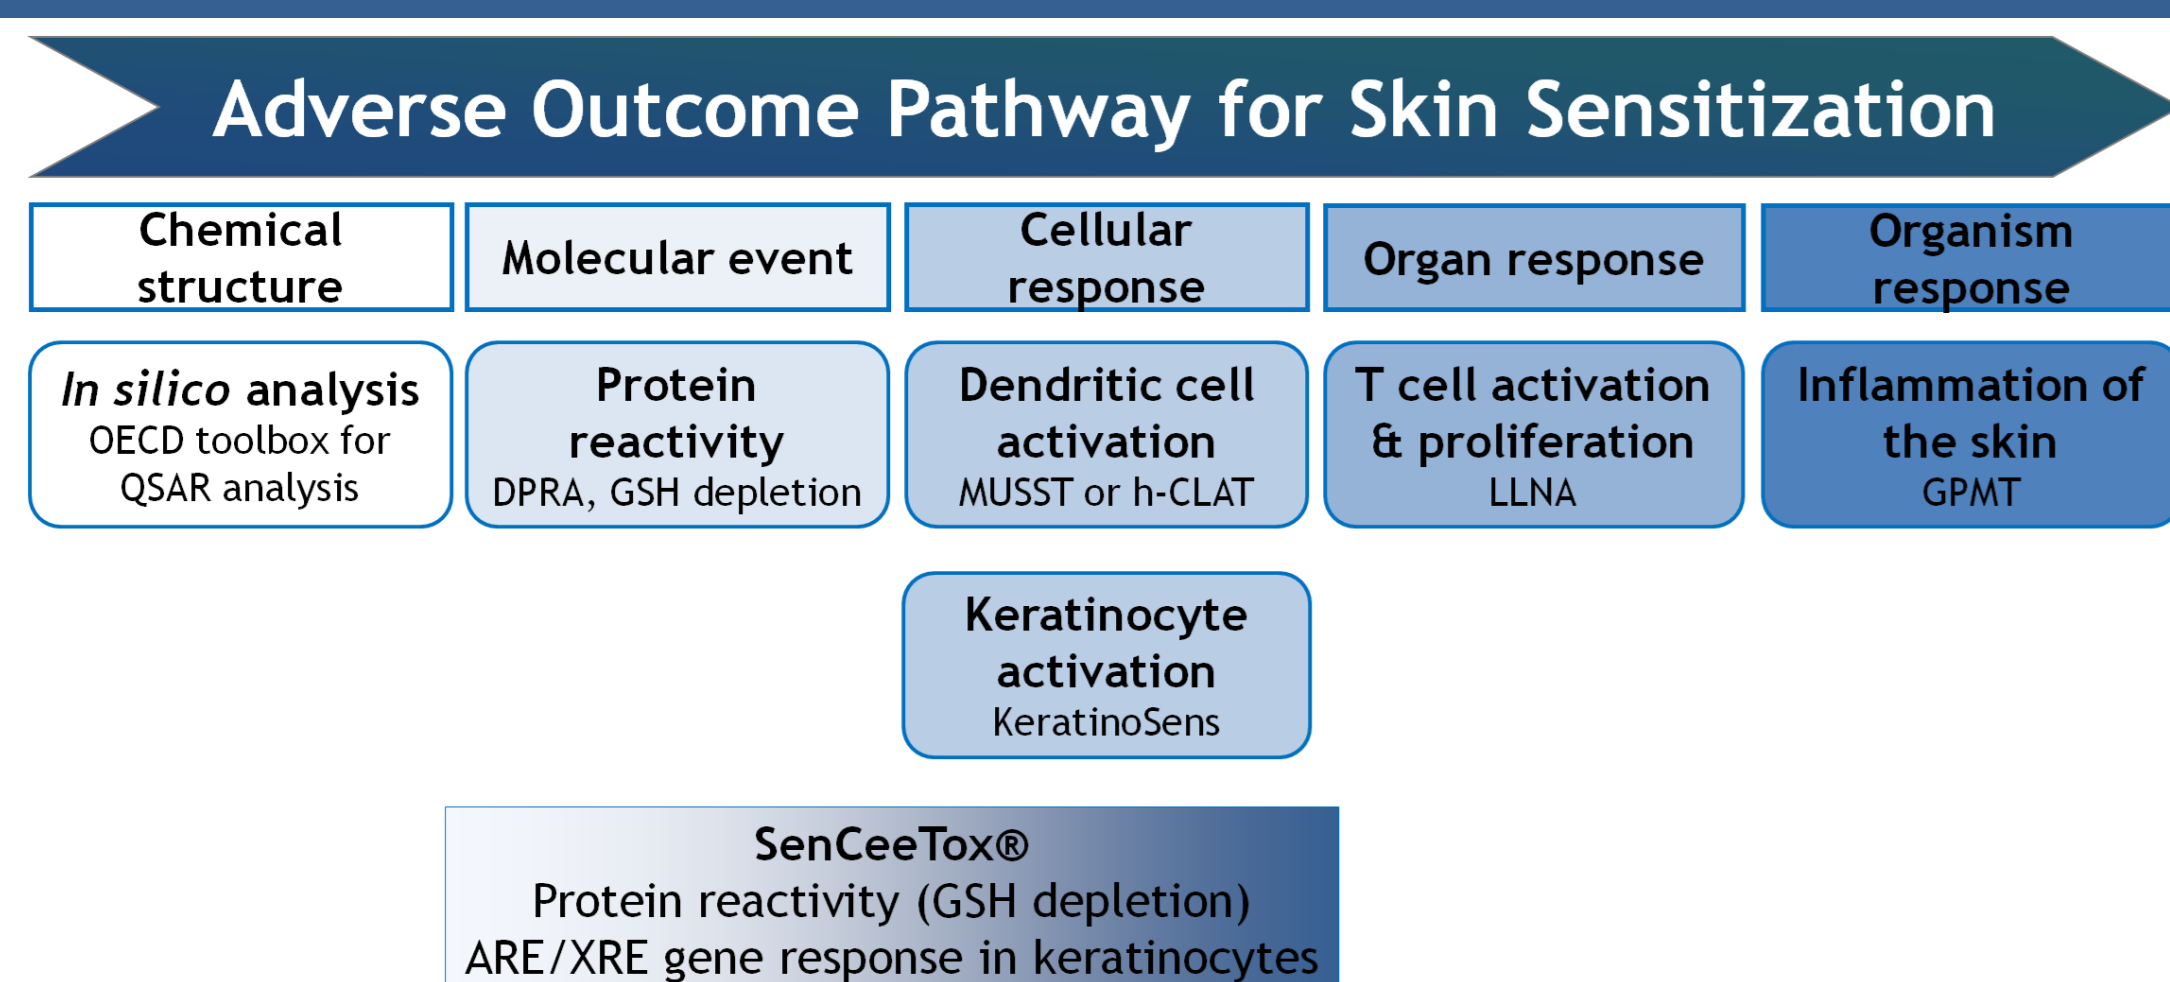 Adverse Outcome Pathway for Skin Sensitization
Chemical
structure
Molecular event
Cellular
response
Organ response
Organism
response
In silico analysis
OECD toolbox for
QSAR analysis
Protein
reactivity
DPRA, GSH depletion
Dendritic cell
activation
MUSST or h-CLAT
T cell activation
& proliferation
LLNA
Inflammation of
the skin
GPMT
Keratinocyte
activation
KeratinoSens
SenCeeTox®
Protein reactivity (GSH depletion)
ARE/XRE gene response in keratinocytes